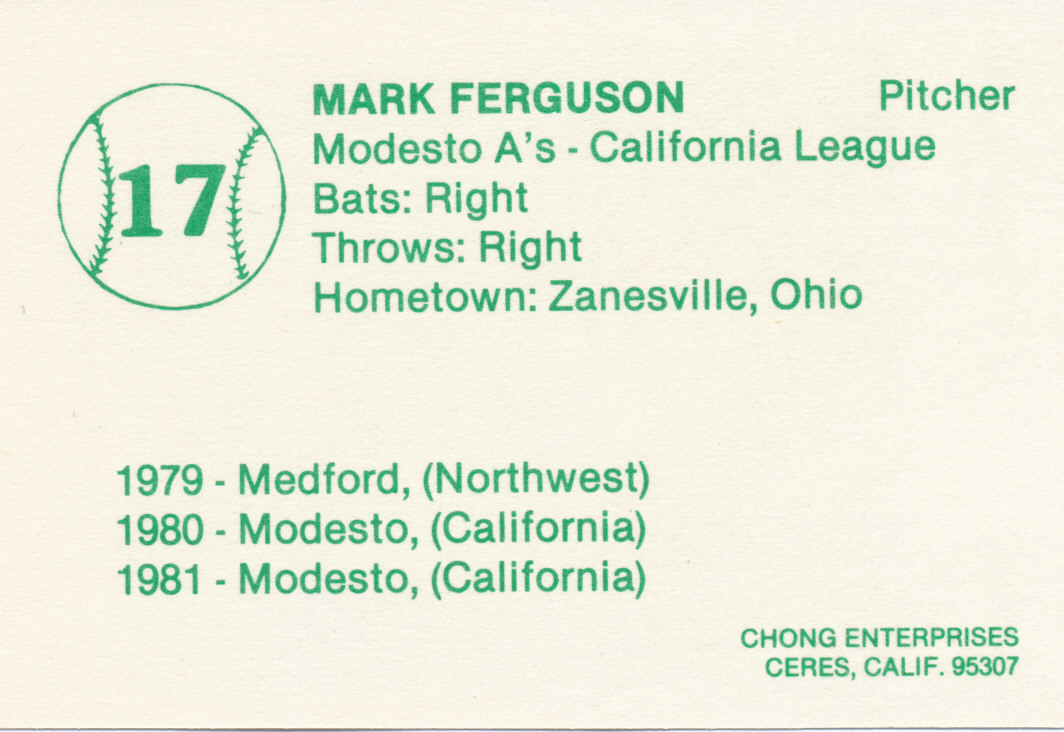 17
MARK FERGUSON Pitcher
Modesto A's - California League
Bats: Right
Throws: Right
Hometown: Zanesville, Ohio
1979 - Medford, (Northwest)
1980 - Modesto, (California)
1981 - Modesto, (California)
CHONG ENTERPRISES
CERES, CALIF. 95307